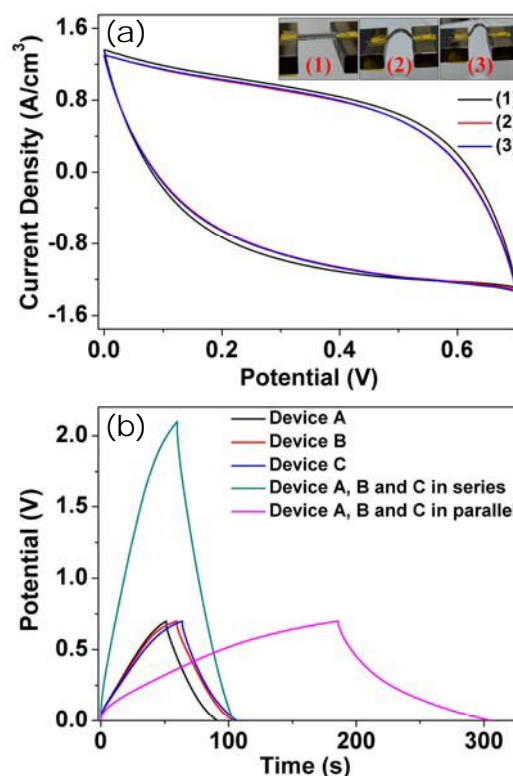 (a)
(1) (2) (3)
(1)
(2)
(3)
1.6
0.8
0.0
-0.8
-1.6
Current Density (A/cm³)
0.0 0.2 0.4 0.6
Potential (V)
(b)
Device A
Device B
Device C
Device A, B and C in series
Device A, B and C in parallel
2.0
1.5
1.0
0.5
0.0
Potential (V)
0 100 200 300
Time (s)